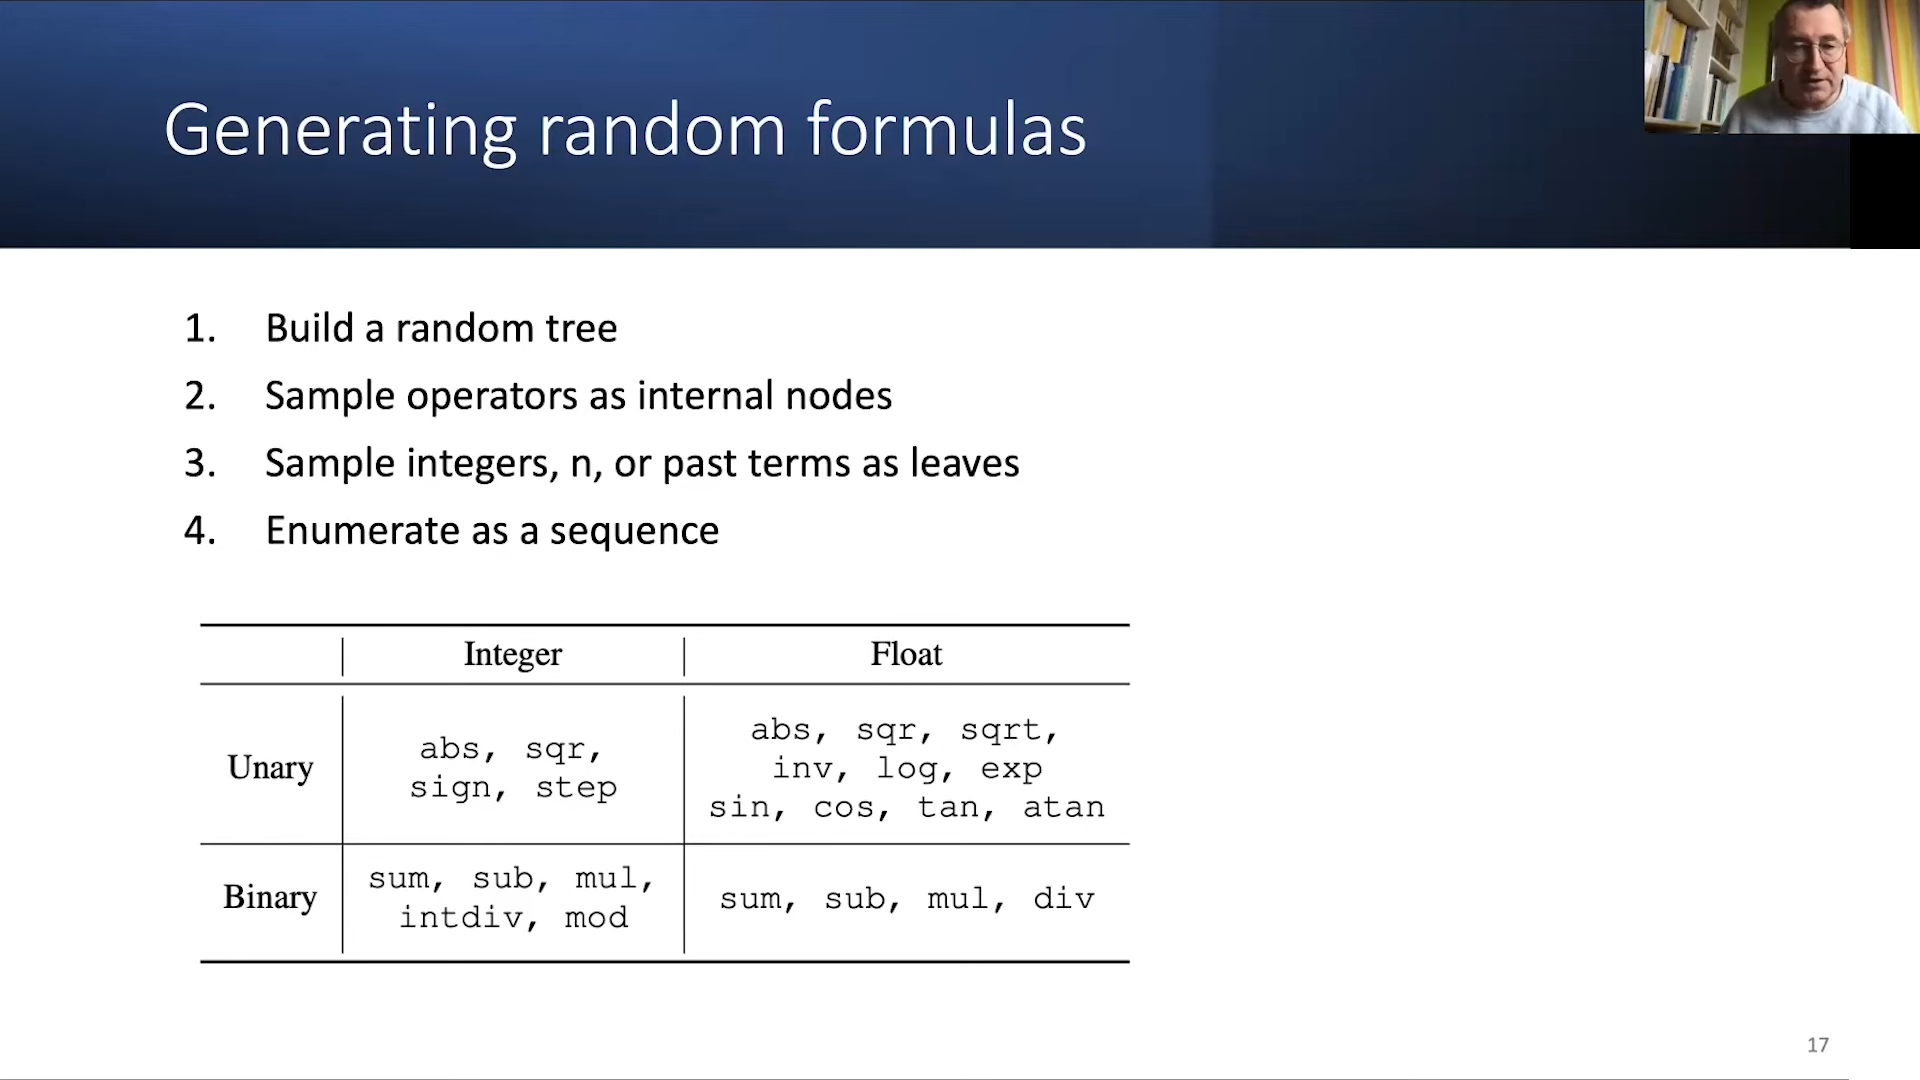 Generating random formulas
1. Build a random tree
2. Sample operators as internal nodes
3. Sample integers, n, or past terms as leaves
4. Enumerate as a sequence
Integer Float
Unary abs, sqr, sign, step abs, sqr, sqrt, inv, log, exp sin, cos, tan, atan
Binary sum, sub, mul, intdiv, mod sum, sub, mul, div
17